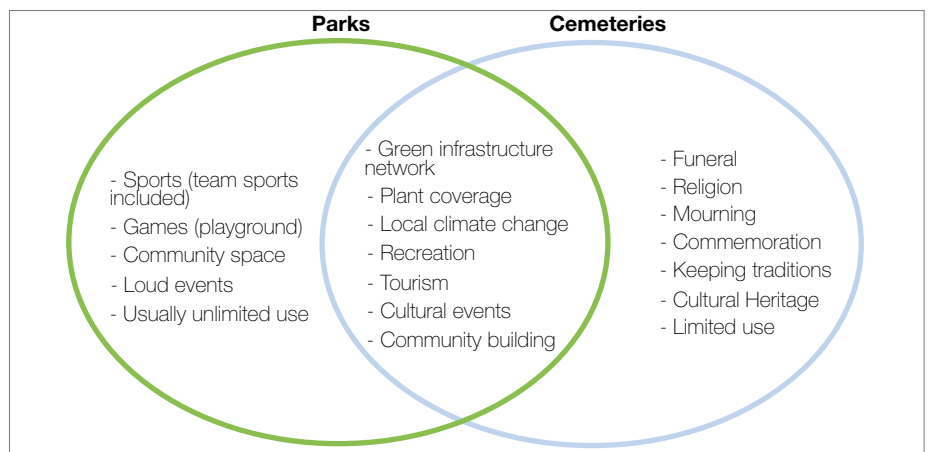 Parks
Cemeteries
- Sports (team sports
included)
- Games (playground)
- Community space
- Loud events
- Usually unlimited use
- Green infrastructure
network
- Plant coverage
- Local climate change
- Recreation
- Tourism
- Cultural events
- Community building
- Funeral
- Religion
- Mourning
- Commemoration
- Keeping traditions
- Cultural Heritage
- Limited use